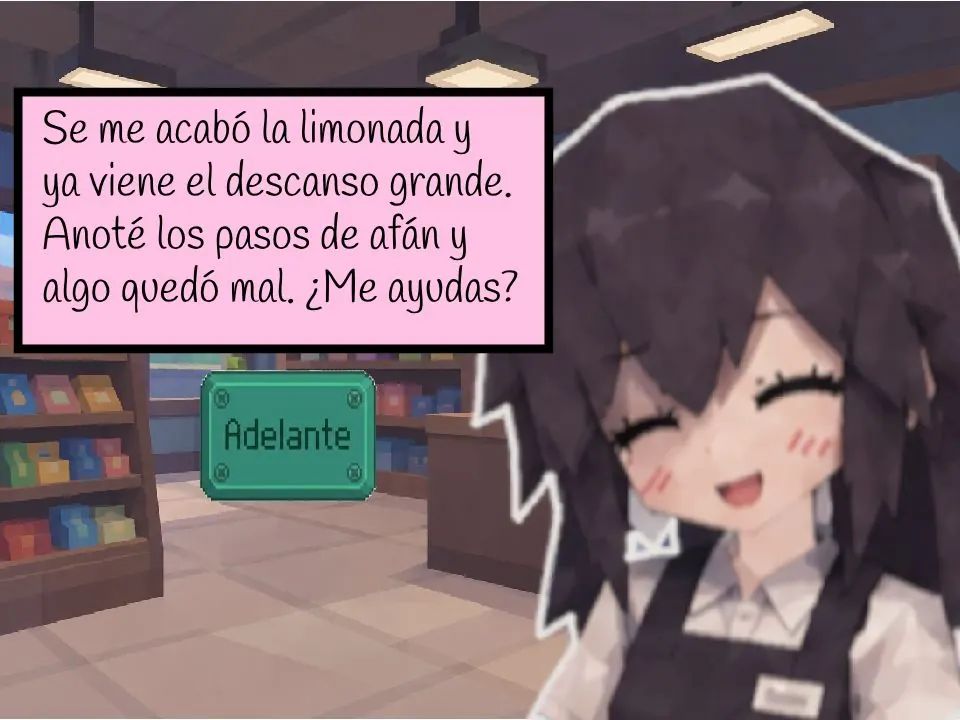 Se me acabó la limonada y
ya viene el descanso grande.
Anoté los pasos de afán y
algo quedó mal. ¿Me ayudas?
Adelante